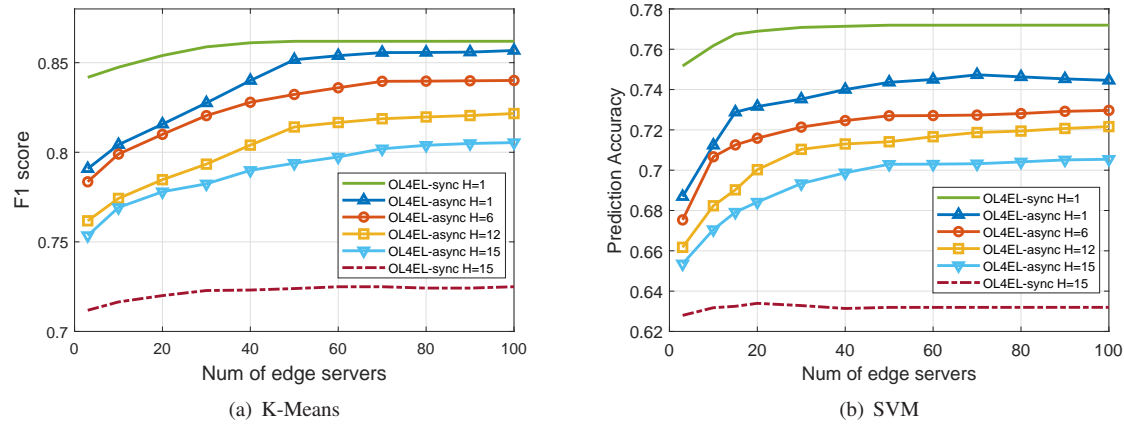 F1 score
0.85
0.8
0.75
0.7
0
20
40
60
80
100
Num of edge servers
OL4EL-sync H=1
OL4EL-async H=1
OL4EL-async H=6
OL4EL-async H=12
OL4EL-async H=15
OL4EL-sync H=15
(a) K-Means
Prediction Accuracy
0.78
0.76
0.74
0.72
0.7
0.68
0.66
0.64
0.62
0
20
40
60
80
100
Num of edge servers
OL4EL-sync H=1
OL4EL-async H=1
OL4EL-async H=6
OL4EL-async H=12
OL4EL-async H=15
OL4EL-sync H=15
(b) SVM